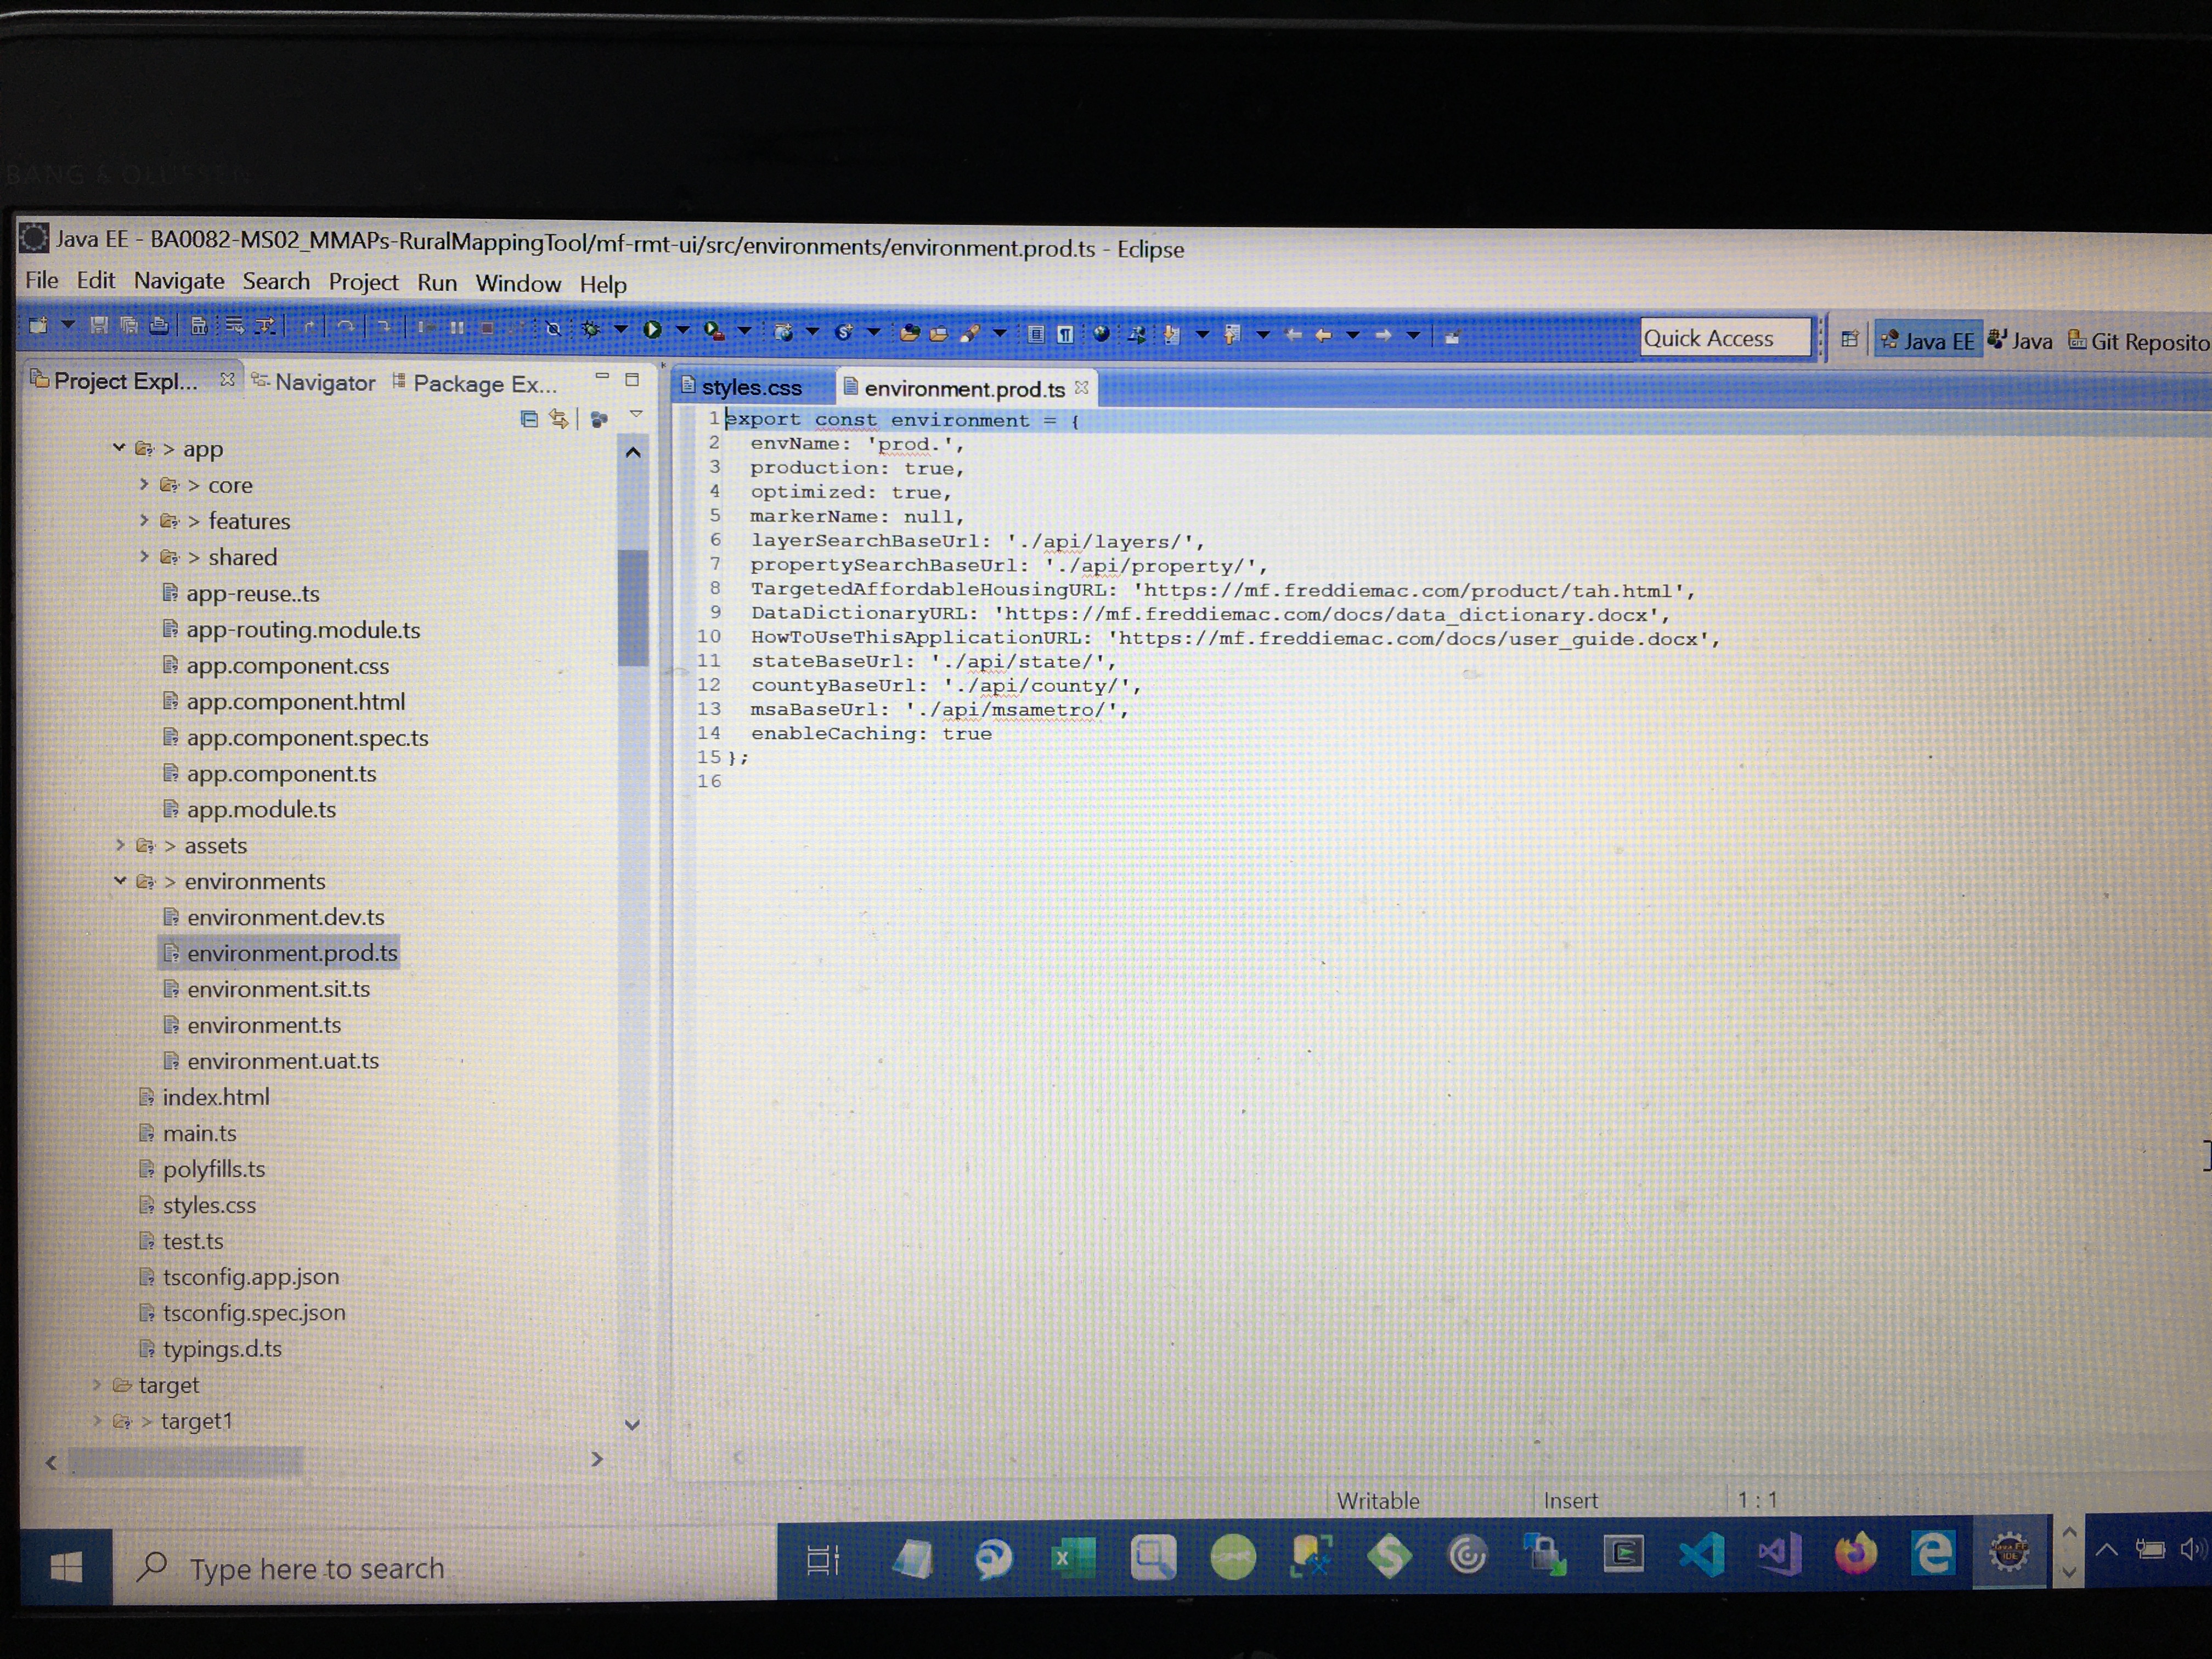 BANG & OLUFSEN
Java EE - BA0082-MS02_MMAPs-RuralMappingTool/mf-rmt-ui/src/environments/environment.prod.ts - Eclipse
File Edit Navigate Search Project Run Window Help
Quick Access
Java EE
Java
Git Reposito
Project Expl...
Navigator
Package Ex...
> app
> core
> features
> shared
app-reuse..ts
app-routing.module.ts
app.component.css
app.component.html
app.component.spec.ts
app.component.ts
app.module.ts
> assets
> environments
environment.dev.ts
environment.prod.ts
environment.sit.ts
environment.ts
environment.uat.ts
index.html
main.ts
polyfills.ts
styles.css
test.ts
tsconfig.app.json
tsconfig.spec.json
typings.d.ts
target
> target1
styles.css
environment.prod.ts
1 export const environment = {
2 envName: 'prod.',
3 production: true,
4 optimized: true,
5 markerName: null,
6 layerSearchBaseUrl: './api/layers/',
7 propertySearchBaseUrl: './api/property/',
8 TargetedAffordableHousingURL: 'https://mf.freddiemac.com/product/tah.html',
9 DataDictionaryURL: 'https://mf.freddiemac.com/docs/data_dictionary.docx',
10 HowToUseThisApplicationURL: 'https://mf.freddiemac.com/docs/user_guide.docx',
11 stateBaseUrl: './api/state/',
12 countyBaseUrl: './api/county/',
13 msaBaseUrl: './api/msametro/',
14 enableCaching: true
15 };
16
Writable
Insert
1 : 1
Type here to search